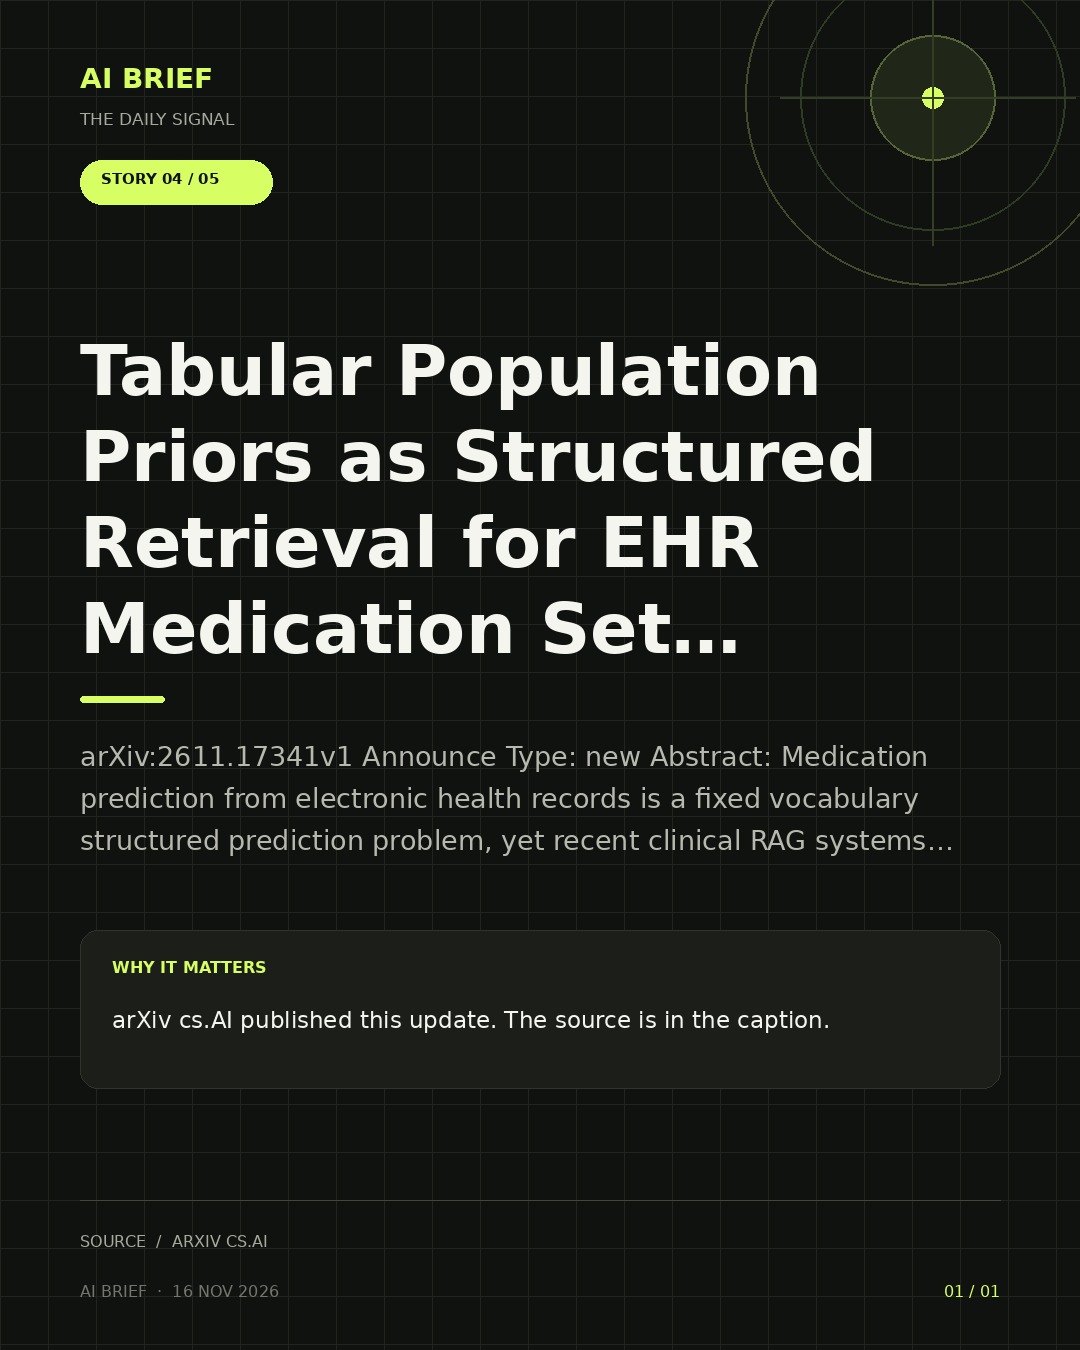 AI BRIEF
THE DAILY SIGNAL
STORY 04 / 05
Tabular Population
Priors as Structured
Retrieval for EHR
Medication Set…
arXiv:2611.17341v1 Announce Type: new Abstract: Medication
prediction from electronic health records is a fixed vocabulary
structured prediction problem, yet recent clinical RAG systems…
WHY IT MATTERS
arXiv cs.AI published this update. The source is in the caption.
SOURCE / ARXIV CS.AI
AI BRIEF · 16 NOV 2026
01 / 01